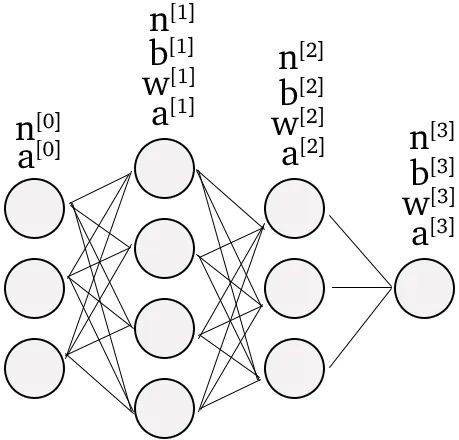 n[0]
a[0]
n[1]
b[1]
w[1]
a[1]
n[2]
b[2]
w[2]
a[2]
n[3]
b[3]
w[3]
a[3]